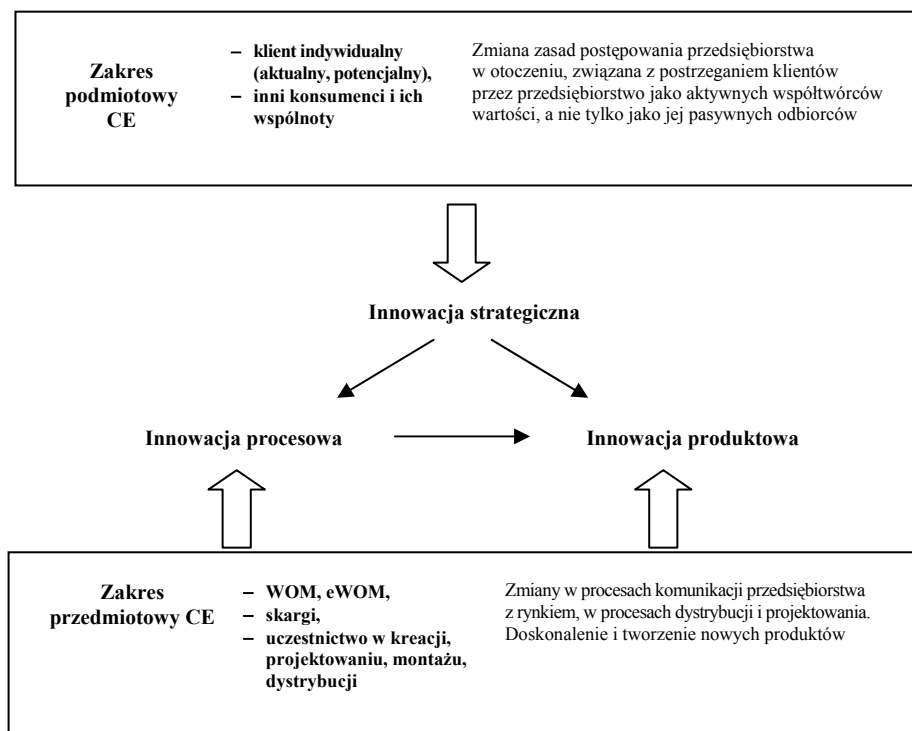 Zakres
podmiotowy
CE
– klient indywidualny
(aktualny, potencjalny),
– inni konsumenci i ich
wspólnoty
Zmiana zasad postępowania przedsiębiorstwa
w otoczeniu, związana z postrzeganiem klientów
przez przedsiębiorstwo jako aktywnych współtwórców
wartości, a nie tylko jako jej pasywnych odbiorców
Innowacja strategiczna
Innowacja procesowa
Innowacja produktowa
Zakres
przedmiotowy CE
– WOM, eWOM,
– skargi,
– uczestnictwo w kreacji,
projektowaniu, montażu,
dystrybucji
Zmiany w procesach komunikacji przedsiębiorstwa
z rynkiem, w procesach dystrybucji i projektowania.
Doskonalenie i tworzenie nowych produktów